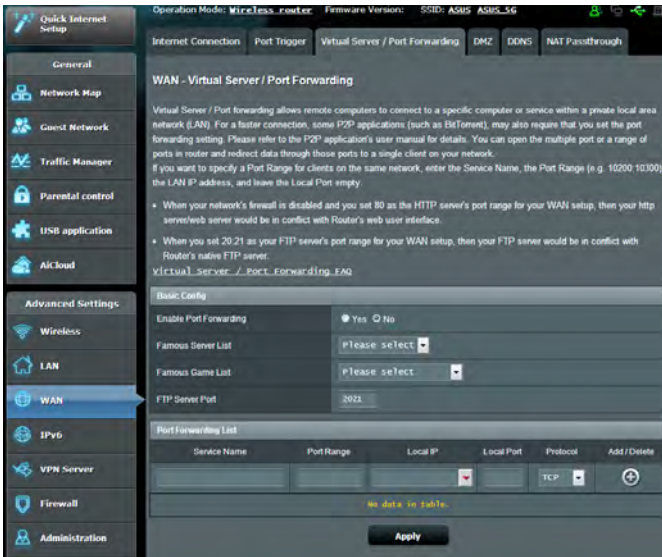 Quick Internet
Setup
Operation Mode: Wireless router Firmware Version: SSID: ASUS ASUS_5G
Internet Connection Port Trigger Virtual Server / Port Forwarding DMZ DDNS NAT Passthrough
General
Network Map
Guest Network
Traffic Manager
Parental control
USB application
AiCloud
Advanced Settings
Wireless
LAN
WAN
IPv6
VPN Server
Firewall
Administration
WAN - Virtual Server / Port Forwarding
Virtual Server / Port forwarding allows remote computers to connect to a specific computer or service within a private local area
network (LAN). For a faster connection, some P2P applications (such as BitTorrent), may also require that you set the port
forwarding setting. Please refer to the P2P application's user manual for details. You can open the multiple port or a range of
ports in router and redirect data through those ports to a single client on your network.
If you want to specify a Port Range for clients on the same network, enter the Service Name, the Port Range (e.g. 10200:10300)
the LAN IP address, and leave the Local Port empty.
• When your network's firewall is disabled and you set 80 as the HTTP server's port range for your WAN setup, then your http
server/web server would be in conflict with Router's web user interface.
• When you set 20:21 as your FTP server's port range for your WAN setup, then your FTP server would be in conflict with
Router's native FTP server.
Virtual Server / Port Forwarding FAQ
Basic Config
Enable Port Forwarding Yes No
Famous Server List Please select
Famous Game List Please select
FTP Server Port 2021
Port Forwarding List
Service Name Port Range Local IP Local Port Protocol Add / Delete
TCP
No data in table.
Apply